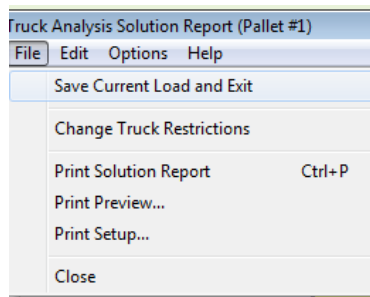 Truck Analysis Solution Report (Pallet #1)
File Edit Options Help
Save Current Load and Exit
Change Truck Restrictions
Print Solution Report Ctrl+P
Print Preview...
Print Setup...
Close